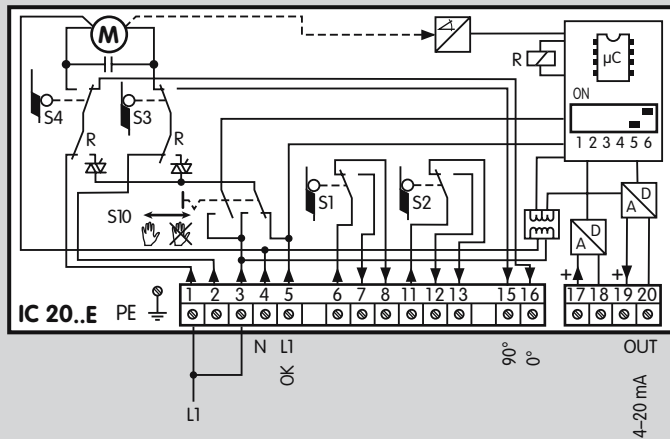 M
R
µC
ON
1 2 3 4 5 6
S4
S3
R
R
S10
S1
S2
D
A
D
A
+
+
1 2 3 4 5 6 7 8 11 12 13 15 16 17 18 19 20
IC 20..E
PE
N
L1
OK
90°
0°
OUT
4–20 mA
L1